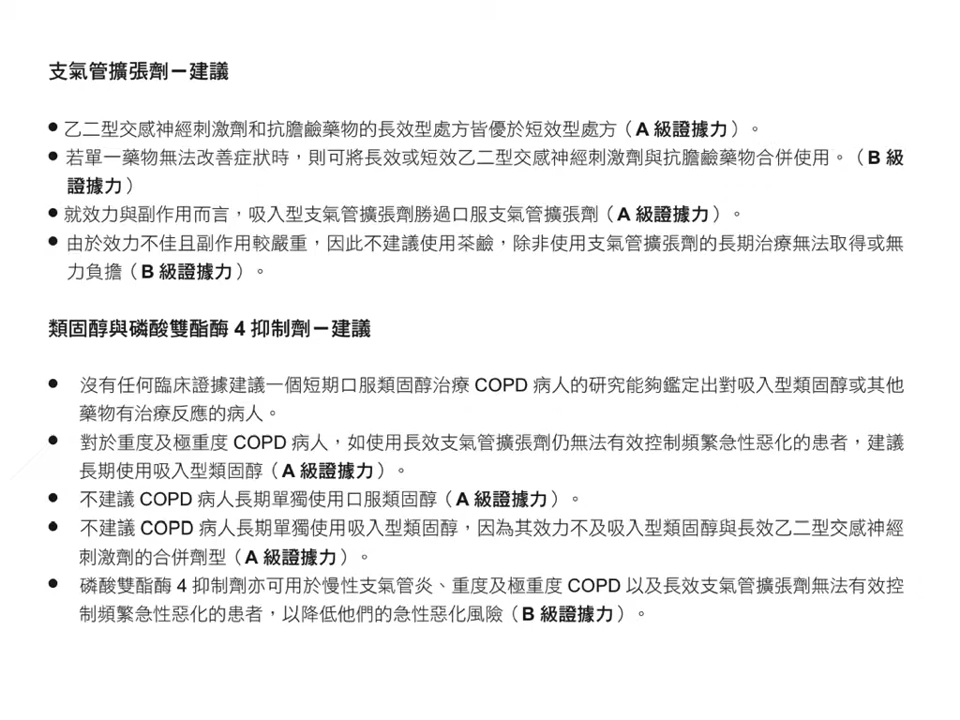 支氣管擴張劑－建議
● 乙二型交感神經刺激劑和抗膽鹼藥物的長效型處方皆優於短效型處方（A 級證據力）。
● 若單一藥物無法改善症狀時，則可將長效或短效乙二型交感神經刺激劑與抗膽鹼藥物合併使用。（B 級
證據力）
● 就效力與副作用而言，吸入型支氣管擴張劑勝過口服支氣管擴張劑（A 級證據力）。
● 由於效力不佳且副作用較嚴重，因此不建議使用茶鹼，除非使用支氣管擴張劑的長期治療無法取得或無
力負擔（B 級證據力）。
類固醇與磷酸雙酯酶 4 抑制劑－建議
● 沒有任何臨床證據建議一個短期口服類固醇治療 COPD 病人的研究能夠鑑定出對吸入型類固醇或其他
藥物有治療反應的病人。
● 對於重度及極重度 COPD 病人，如使用長效支氣管擴張劑仍無法有效控制頻繁急性惡化的患者，建議
長期使用吸入型類固醇（A 級證據力）。
● 不建議 COPD 病人長期單獨使用口服類固醇（A 級證據力）。
● 不建議 COPD 病人長期單獨使用吸入型類固醇，因為其效力不及吸入型類固醇與長效乙二型交感神經
刺激劑的合併劑型（A 級證據力）。
● 磷酸雙酯酶 4 抑制劑亦可用於慢性支氣管炎、重度及極重度 COPD 以及長效支氣管擴張劑無法有效控
制頻繁急性惡化的患者，以降低他們的急性惡化風險（B 級證據力）。